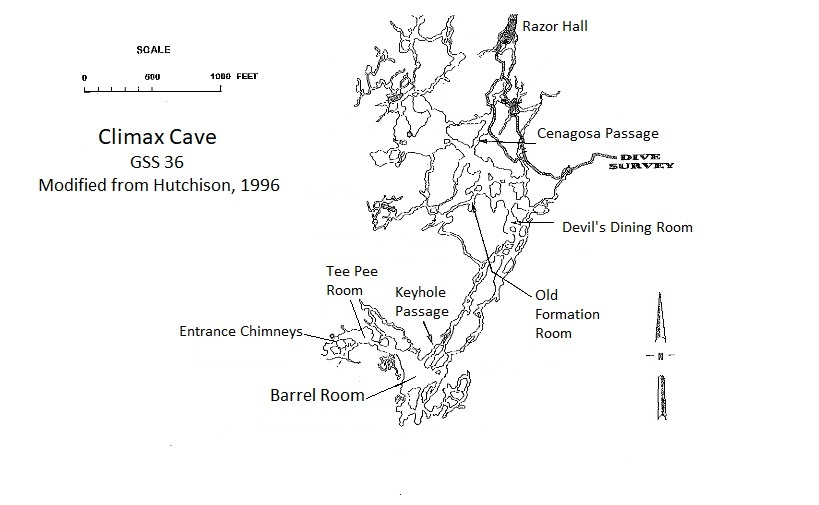 Razor Hall
SCALE
0 600 1000 FEET
Climax Cave
GSS 36
Modified from Hutchison, 1996
Cenagosa Passage
DIVE
SURVEY
Devil's Dining Room
Tee Pee
Room
Keyhole
Passage
Old
Formation
Room
Entrance Chimneys
Barrel Room
N